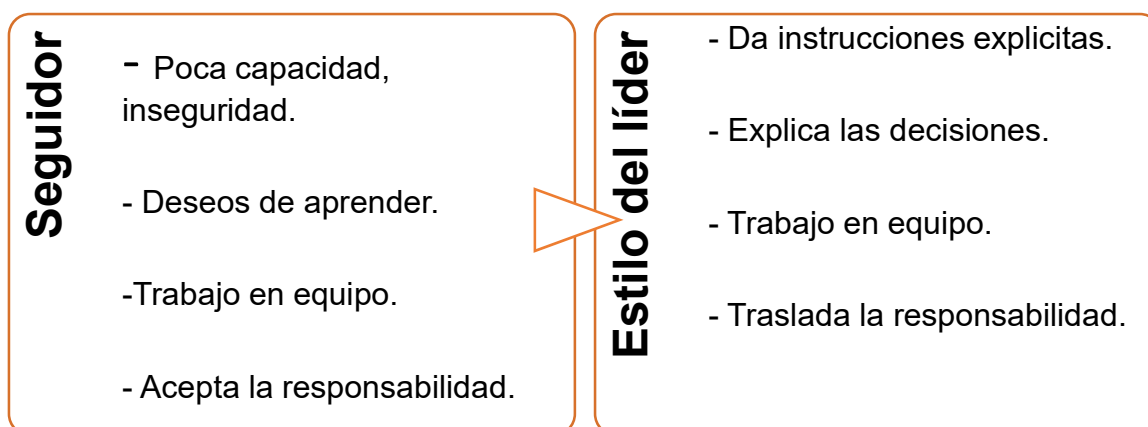 Seguidor
- Poca capacidad,
inseguridad.
- Deseos de aprender.
-Trabajo en equipo.
- Acepta la responsabilidad.
Estilo del líder
- Da instrucciones explicitas.
- Explica las decisiones.
- Trabajo en equipo.
- Traslada la responsabilidad.